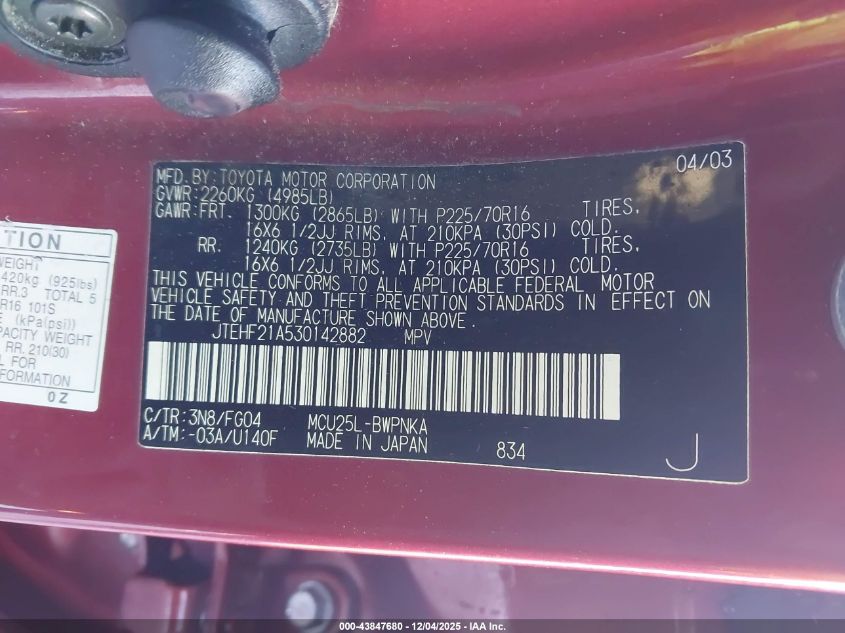 04/03
MFD.BY:TOYOTA MOTOR CORPORATION
GVWR:2260KG (4985LB)
GAWR:FRT. 1300KG (2865LB) WITH P225/70R16 TIRES,
16X6 1/2JJ RIMS, AT 210KPA (30PSI) COLD.
RR. 1240KG (2735LB) WITH P225/70R16 TIRES,
16X6 1/2JJ RIMS, AT 210KPA (30PSI) COLD.
THIS VEHICLE CONFORMS TO ALL APPLICABLE FEDERAL MOTOR
VEHICLE SAFETY AND THEFT PREVENTION STANDARDS IN EFFECT ON
THE DATE OF MANUFACTURE SHOWN ABOVE.
JTEHF21A530142882 MPV
C/TR:3N8/FG04 MCU25L-BWPNKA
A/TM:-03A/U140F MADE IN JAPAN 834
J
TION
WEIGHT
420kg (925lbs)
RR.3 TOTAL 5
R16 101S
E (kPa(psi))
APACITY WEIGHT
RR. 210(30)
L FOR
FORMATION
0Z
000-43847680 - 12/04/2025 - IAA Inc.